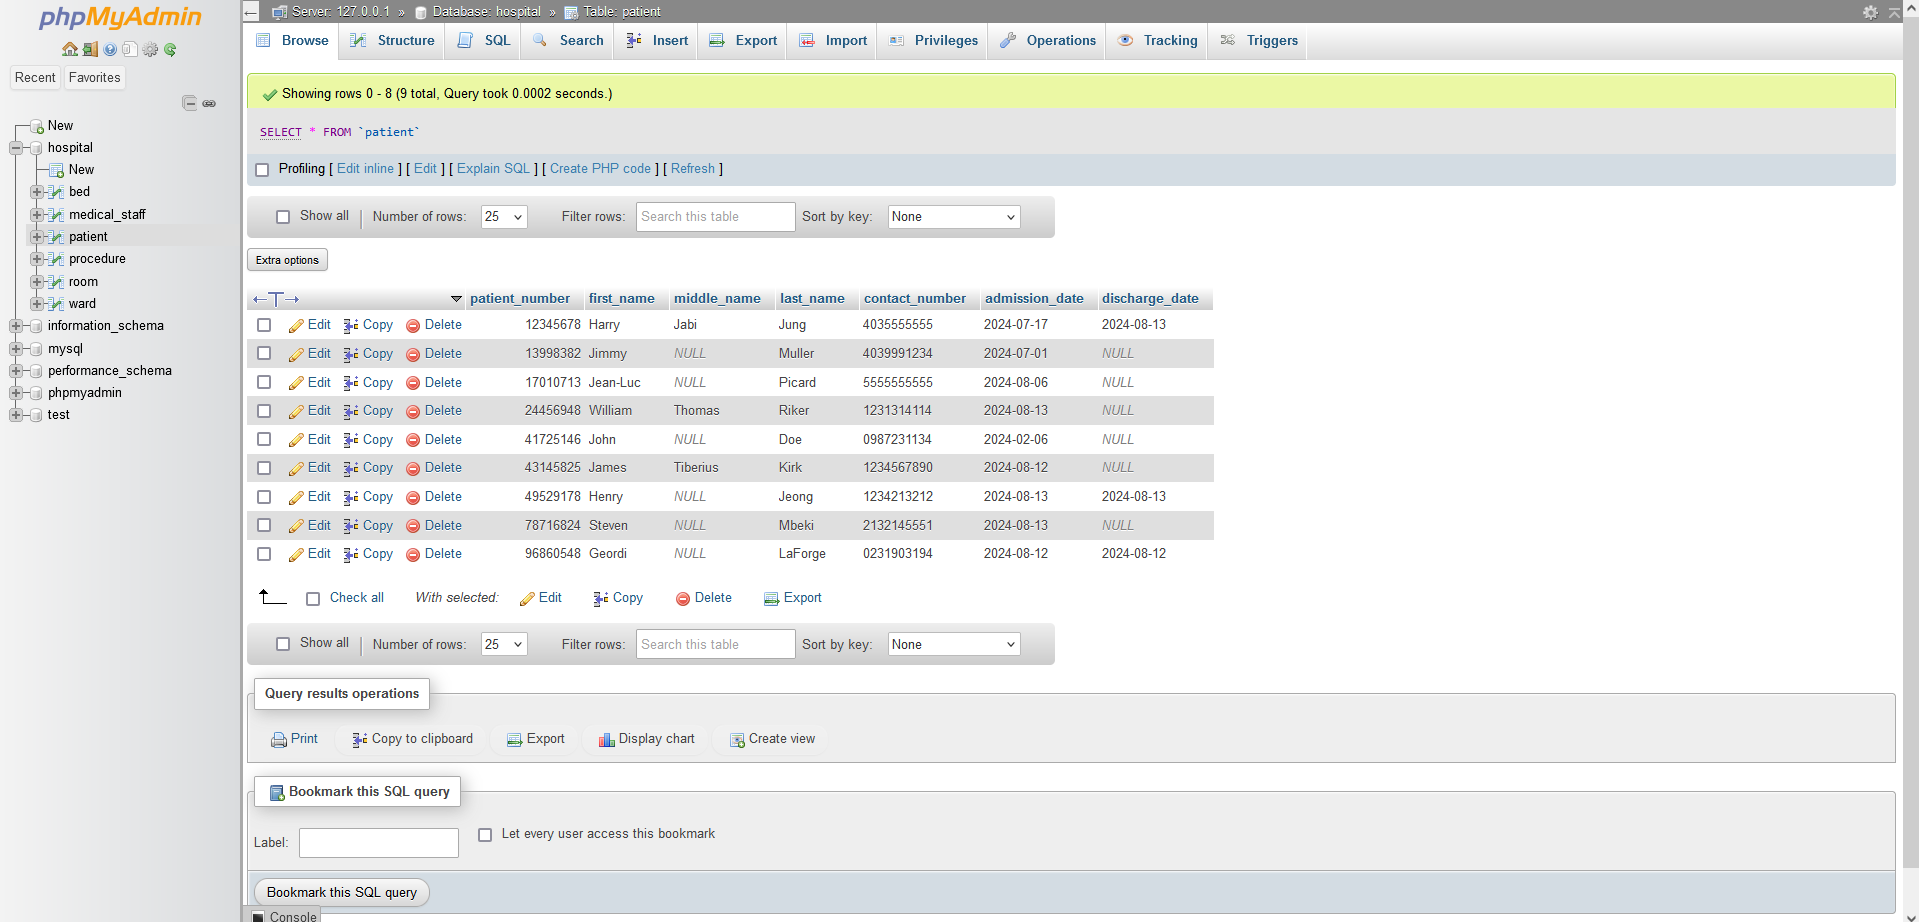 phpMyAdmin
Recent Favorites
New
hospital
New
bed
medical_staff
patient
procedure
room
ward
information_schema
mysql
performance_schema
phpmyadmin
test
Server: 127.0.0.1 » Database: hospital » Table: patient
Browse Structure SQL Search Insert Export Import Privileges Operations Tracking Triggers
Showing rows 0 - 8 (9 total, Query took 0.0002 seconds.)
SELECT * FROM `patient`
Profiling [ Edit inline ] [ Edit ] [ Explain SQL ] [ Create PHP code ] [ Refresh ]
Show all Number of rows: 25 Filter rows: Search this table Sort by key: None
Extra options
←T→ patient_number first_name middle_name last_name contact_number admission_date discharge_date
Edit Copy Delete 12345678 Harry Jabi Jung 4035555555 2024-07-17 2024-08-13
Edit Copy Delete 13998382 Jimmy NULL Muller 4039991234 2024-07-01 NULL
Edit Copy Delete 17010713 Jean-Luc NULL Picard 5555555555 2024-08-06 NULL
Edit Copy Delete 24456948 William Thomas Riker 1231314114 2024-08-13 NULL
Edit Copy Delete 41725146 John NULL Doe 0987231134 2024-02-06 NULL
Edit Copy Delete 43145825 James Tiberius Kirk 1234567890 2024-08-12 NULL
Edit Copy Delete 49529178 Henry NULL Jeong 1234213212 2024-08-13 2024-08-13
Edit Copy Delete 78716824 Steven NULL Mbeki 2132145551 2024-08-13 NULL
Edit Copy Delete 96860548 Geordi NULL LaForge 0231903194 2024-08-12 2024-08-12
Check all With selected: Edit Copy Delete Export
Show all Number of rows: 25 Filter rows: Search this table Sort by key: None
Query results operations
Print Copy to clipboard Export Display chart Create view
Bookmark this SQL query
Label: Let every user access this bookmark
Bookmark this SQL query
Console